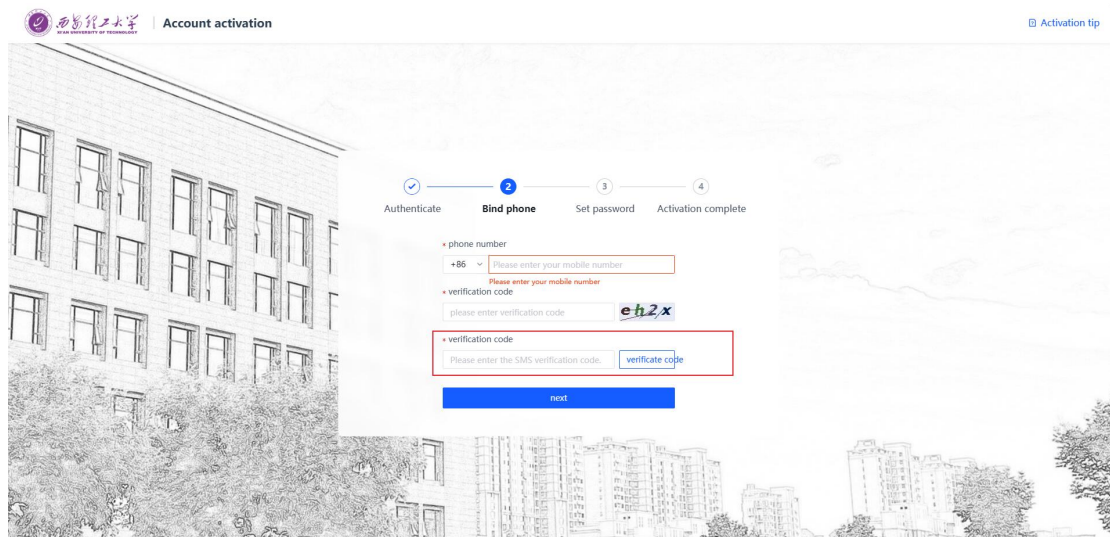 西安理工大学
XI'AN UNIVERSITY OF TECHNOLOGY
Account activation
Activation tip
2
3
4
Authenticate
Bind phone
Set password
Activation complete
* phone number
+86
Please enter your mobile number
Please enter your mobile number
* verification code
please enter verification code
eh2x
* verification code
Please enter the SMS verification code.
verificate code
next